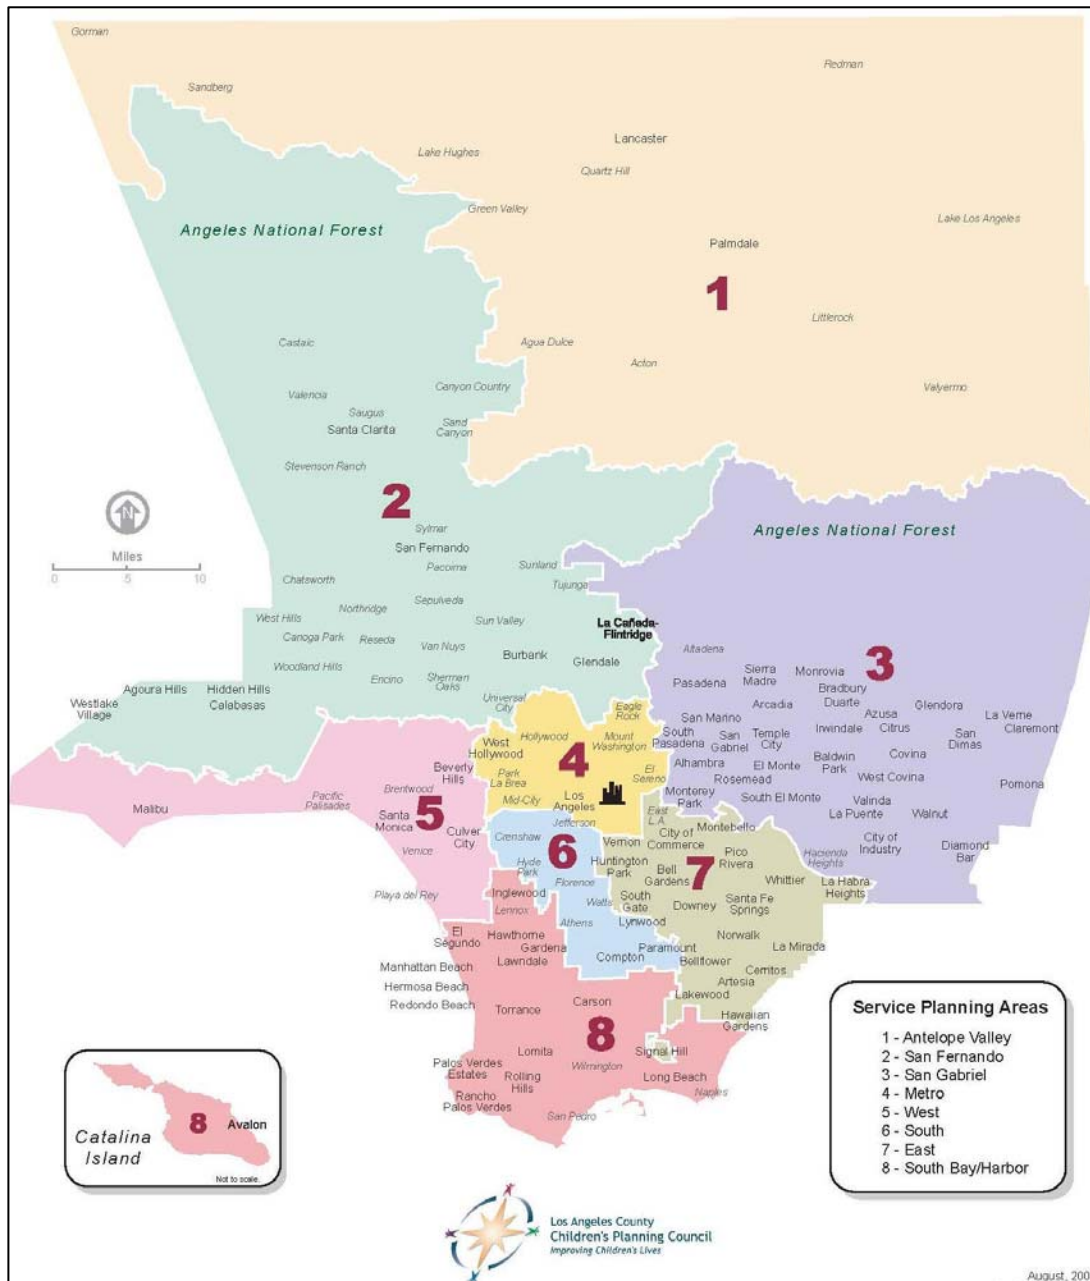 Gorman
Redman
Sandberg
Lancaster
Lake Hughes
Quartz Hill
Green Valley
Lake Los Angeles
Angeles National Forest
Palmdale
1
Littlerock
Castaic
Agua Dulce
Acton
Canyon Country
Valyermo
Valencia
Saugus
Santa Clarita
Sand
Canyon
Stevenson Ranch
2
N
Miles
0 5 10
Sylmar
San Fernando
Pacoima
Sunland
Tujunga
Angeles National Forest
Chatsworth
Northridge
Sepulveda
West Hills
Canoga Park
Reseda
Sun Valley
Van Nuys
La Cañada-
Flintridge
Woodland Hills
Burbank
Glendale
Encino
Sherman
Oaks
Universal
City
Agoura Hills
Hidden Hills
Calabasas
Westlake
Village
Altadena
3
Pasadena
Sierra
Madre
Monrovia
Bradbury
Duarte
Arcadia
Azusa
Citrus
Glendora
La Verne
Claremont
San Marino
South
Pasadena
San
Gabriel
Temple
City
Irwindale
San
Dimas
Alhambra
El Monte
Baldwin
Park
Covina
Rosemead
West Covina
Pomona
Monterey
Park
South El Monte
Valinda
La Puente
Walnut
City of
Industry
Hacienda
Heights
Diamond
Bar
Eagle
Rock
West
Hollywood
Hollywood
Mount
Washington
4
Park
La Brea
El
Sereno
Mid-City
Los
Angeles
Beverly
Hills
Brentwood
Pacific
Palisades
Malibu
5
Santa
Monica
Culver
City
Venice
Playa del Rey
Jefferson
Crenshaw
6
Hyde
Park
Florence
Watts
Athens
Lynwood
Compton
Paramount
East
L.A.
City of
Commerce
Montebello
Vernon
Huntington
Park
Bell
Gardens
7
Pico
Rivera
Whittier
La Habra
Heights
South
Gate
Downey
Santa Fe
Springs
Norwalk
La Mirada
Bellflower
Cerritos
Artesia
Lakewood
Hawaiian
Gardens
Inglewood
Lennox
El
Segundo
Hawthorne
Gardena
Lawndale
Manhattan Beach
Hermosa Beach
Redondo Beach
Torrance
Carson
8
Lomita
Wilmington
Signal Hill
Palos Verdes
Estates
Rolling
Hills
Long Beach
Rancho
Palos Verdes
Naples
San Pedro
Service Planning Areas
1 - Antelope Valley
2 - San Fernando
3 - San Gabriel
4 - Metro
5 - West
6 - South
7 - East
8 - South Bay/Harbor
8
Avalon
Catalina
Island
Not to scale.
Los Angeles County
Children's Planning Council
Improving Children's Lives
August, 200